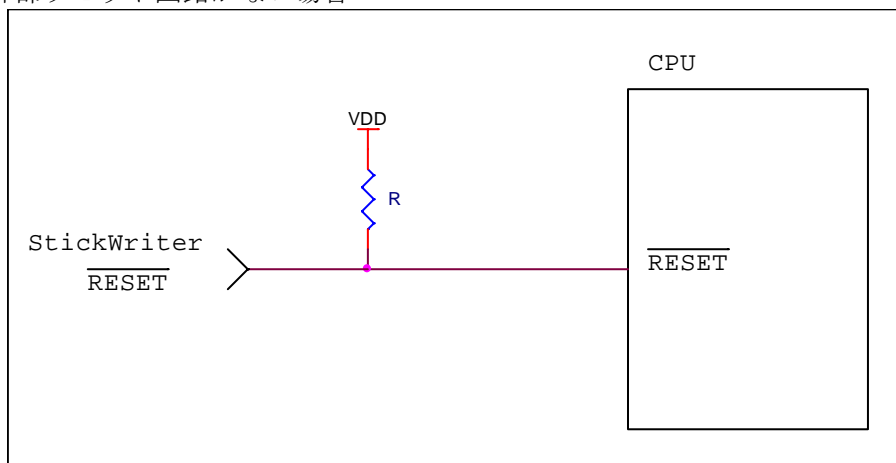 CPU
VDD
R
StickWriter
RESET
RESET